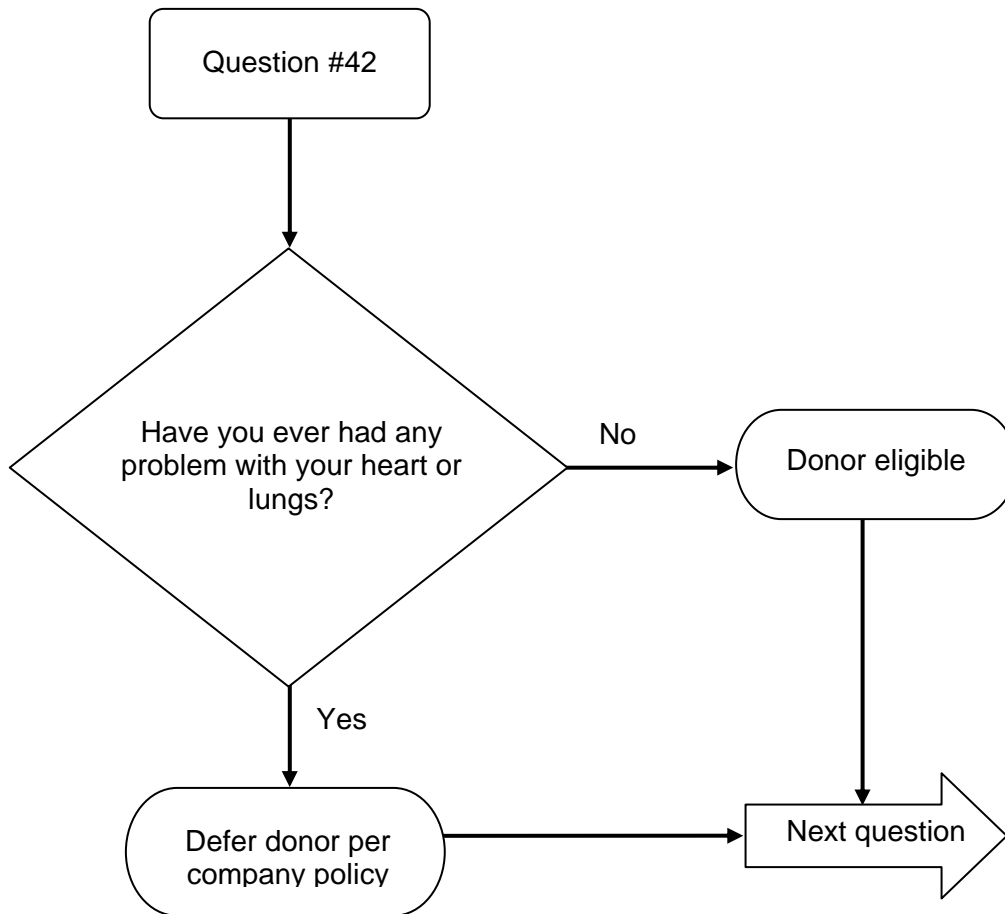 Question #42
Have you ever had any
problem with your heart or
lungs?
No
Donor eligible
Yes
Defer donor per
company policy
Next question